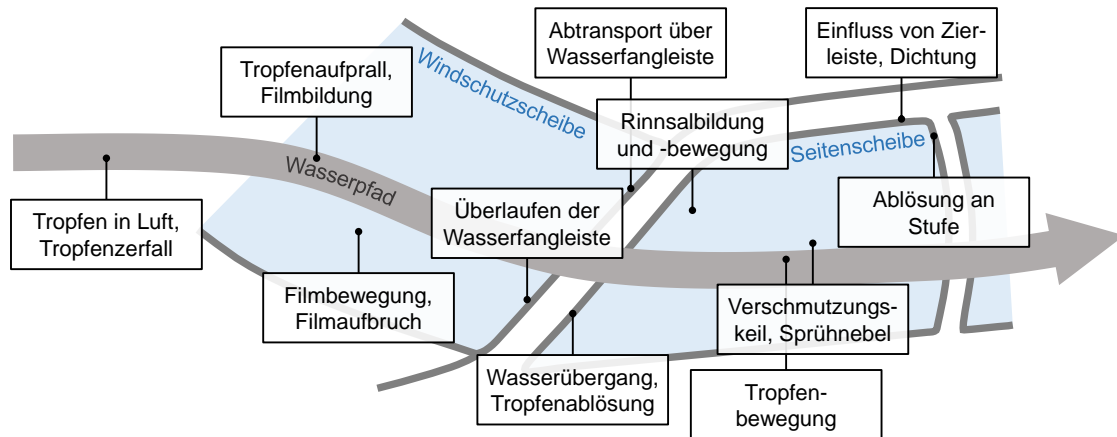 Abtransport über
Wasserfangleiste
Einfluss von Zier-
leiste, Dichtung
Tropfenaufprall,
Filmbildung
Windschutzscheibe
Rinnsalbildung
und -bewegung
Seitenscheibe
Wasserpfad
Tropfen in Luft,
Tropfenzerfall
Überlaufen der
Wasserfangleiste
Ablösung an
Stufe
Filmbewegung,
Filmaufbruch
Verschmutzungs-
keil, Sprühnebel
Wasserübergang,
Tropfenablösung
Tropfen-
bewegung